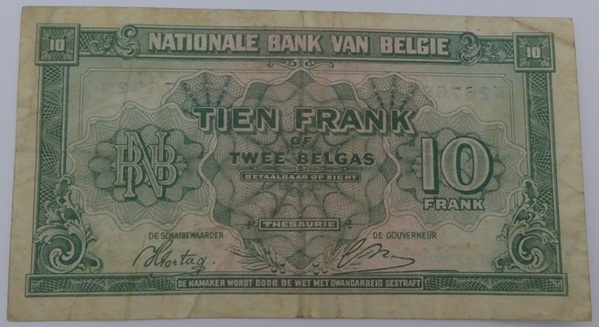 10 NATIONALE BANK VAN BELGIE 10
TIEN FRANK
OF
TWEE BELGAS
BETAALBAAR OP ZICHT
BNB
10
FRANK
THESAURIE
DE SCHATBEWAARDER
DE GOUVERNEUR
DE NAMAKER WORDT DOOR DE WET MET DWANGARBEID GESTRAFT